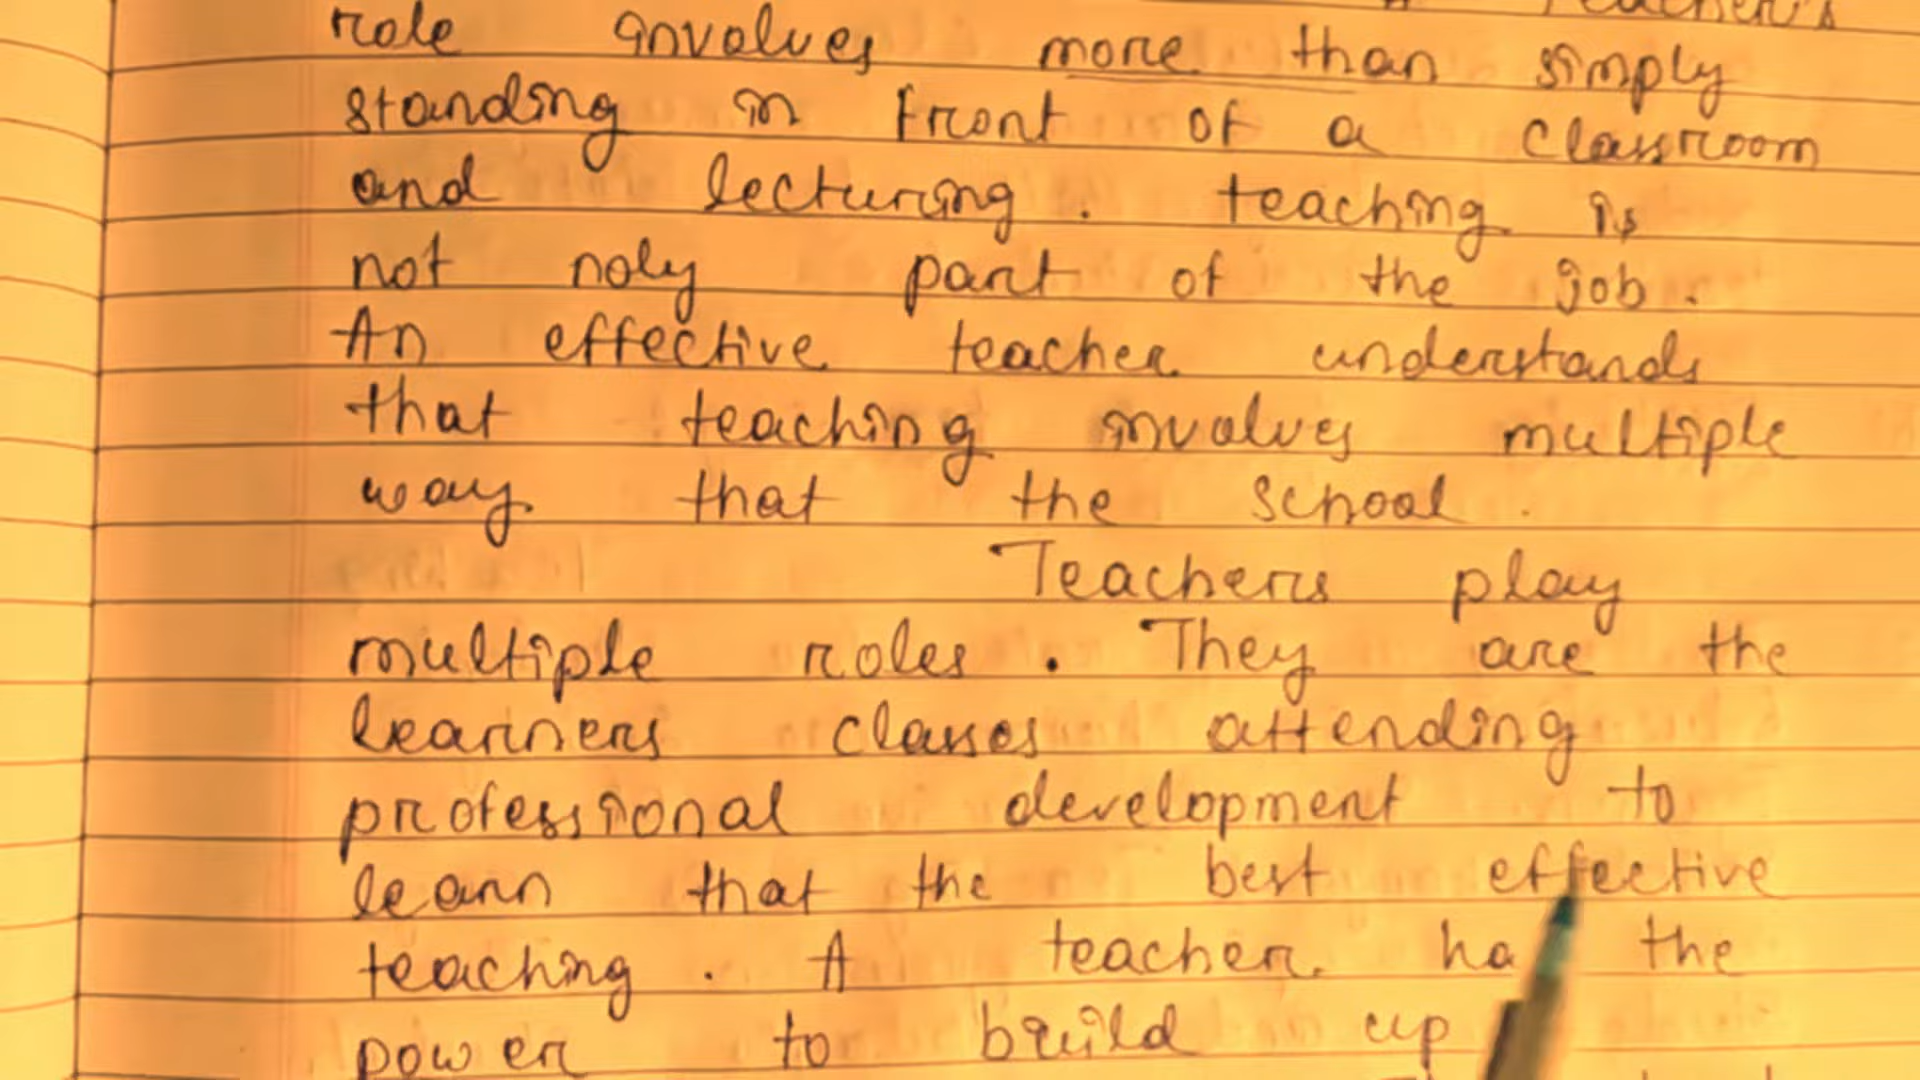 Teacher's
role involves more than simply
standing in front of a classroom
and lecturing. teaching is
not noly part of the job.
An effective teacher understands
that teaching involves multiple
way that the school.
Teachers play
multiple roles. They are the
learners classes attending
professional development to
learn that the best effective
teaching. A teacher the
power to build up